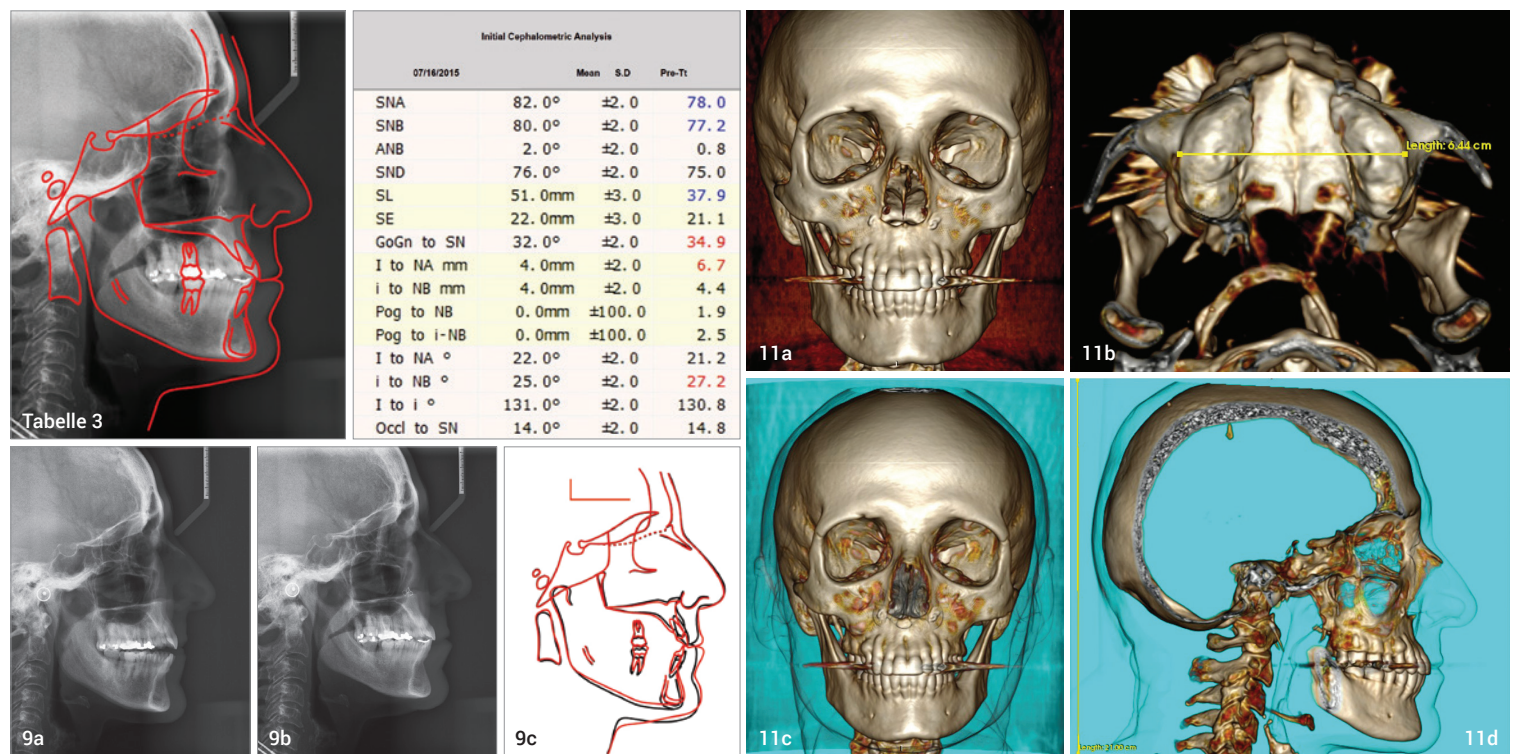 Tabelle 3
Initial Cephalometric Analysis
07/16/2015 Mean S.D Pre-Tt
SNA 82.0° ±2.0 78.0
SNB 80.0° ±2.0 77.2
ANB 2.0° ±2.0 0.8
SND 76.0° ±2.0 75.0
SL 51.0mm ±3.0 37.9
SE 22.0mm ±3.0 21.1
GoGn to SN 32.0° ±2.0 34.9
I to NA mm 4.0mm ±2.0 6.7
i to NB mm 4.0mm ±2.0 4.4
Pog to NB 0.0mm ±100.0 1.9
Pog to i-NB 0.0mm ±100.0 2.5
I to NA ° 22.0° ±2.0 21.2
i to NB ° 25.0° ±2.0 27.2
I to i ° 131.0° ±2.0 130.8
Occl to SN 14.0° ±2.0 14.8
9a
9b
9c
11a
Length: 6.44 cm
11b
11c
11d